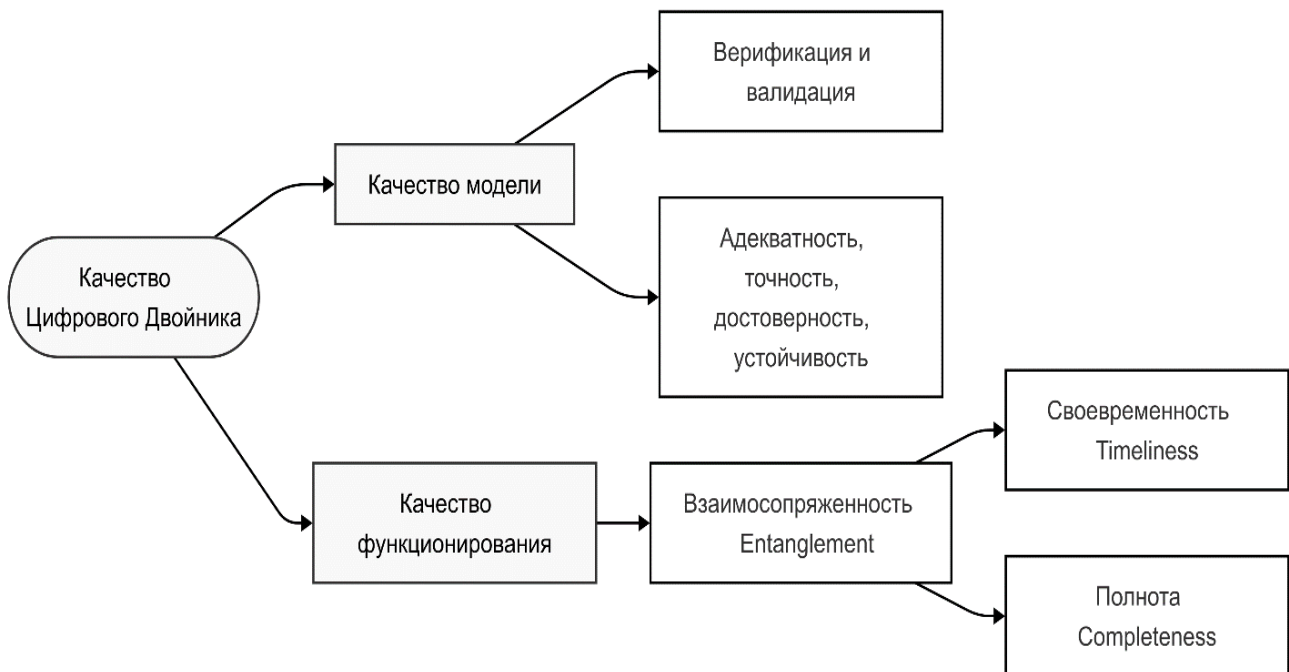 Верификация и
валидация
Качество модели
Адекватность,
точность,
достоверность,
устойчивость
Качество
Цифрового Двойника
Своевременность
Timeliness
Качество
функционирования
Взаимосопряженность
Entanglement
Полнота
Completeness